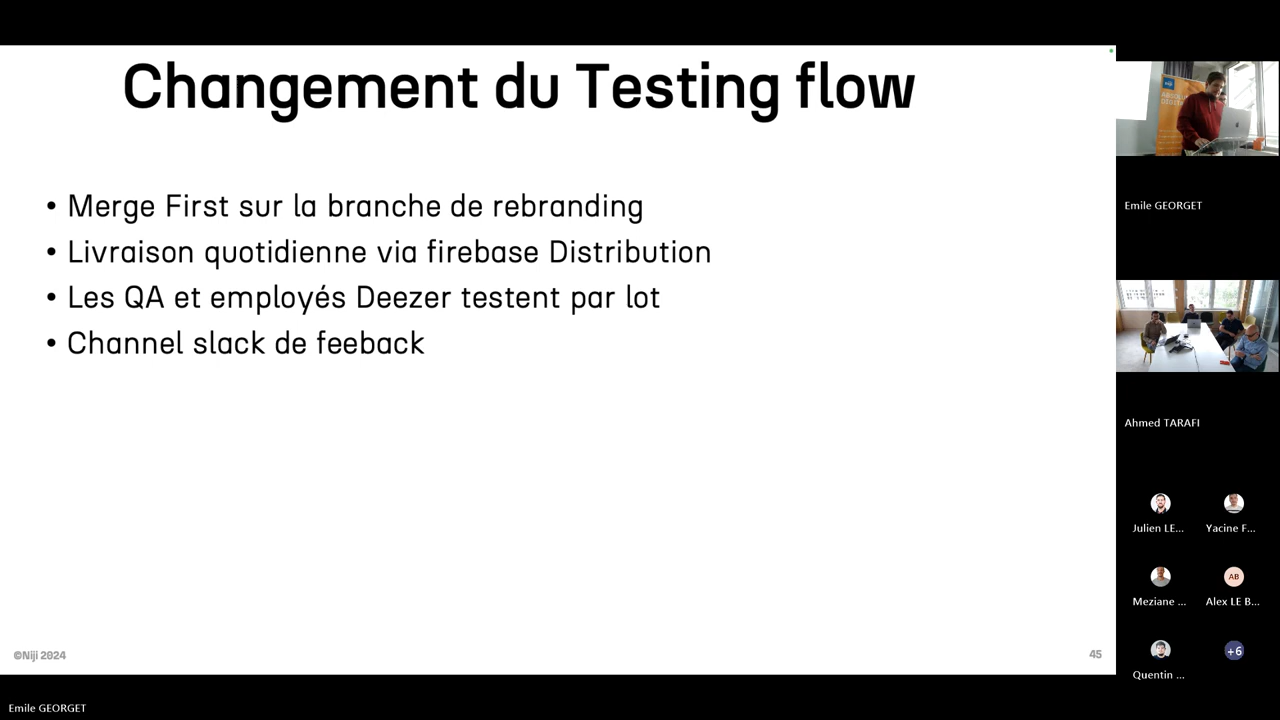 Changement du Testing flow
• Merge First sur la branche de rebranding
• Livraison quotidienne via firebase Distribution
• Les QA et employés Deezer testent par lot
• Channel slack de feeback
©Niji 2024
45
Emile GEORGET
Ahmed TARAFI
Julien LE...
Yacine F...
Meziane ...
AB
Alex LE B...
Quentin ...
+6
Emile GEORGET